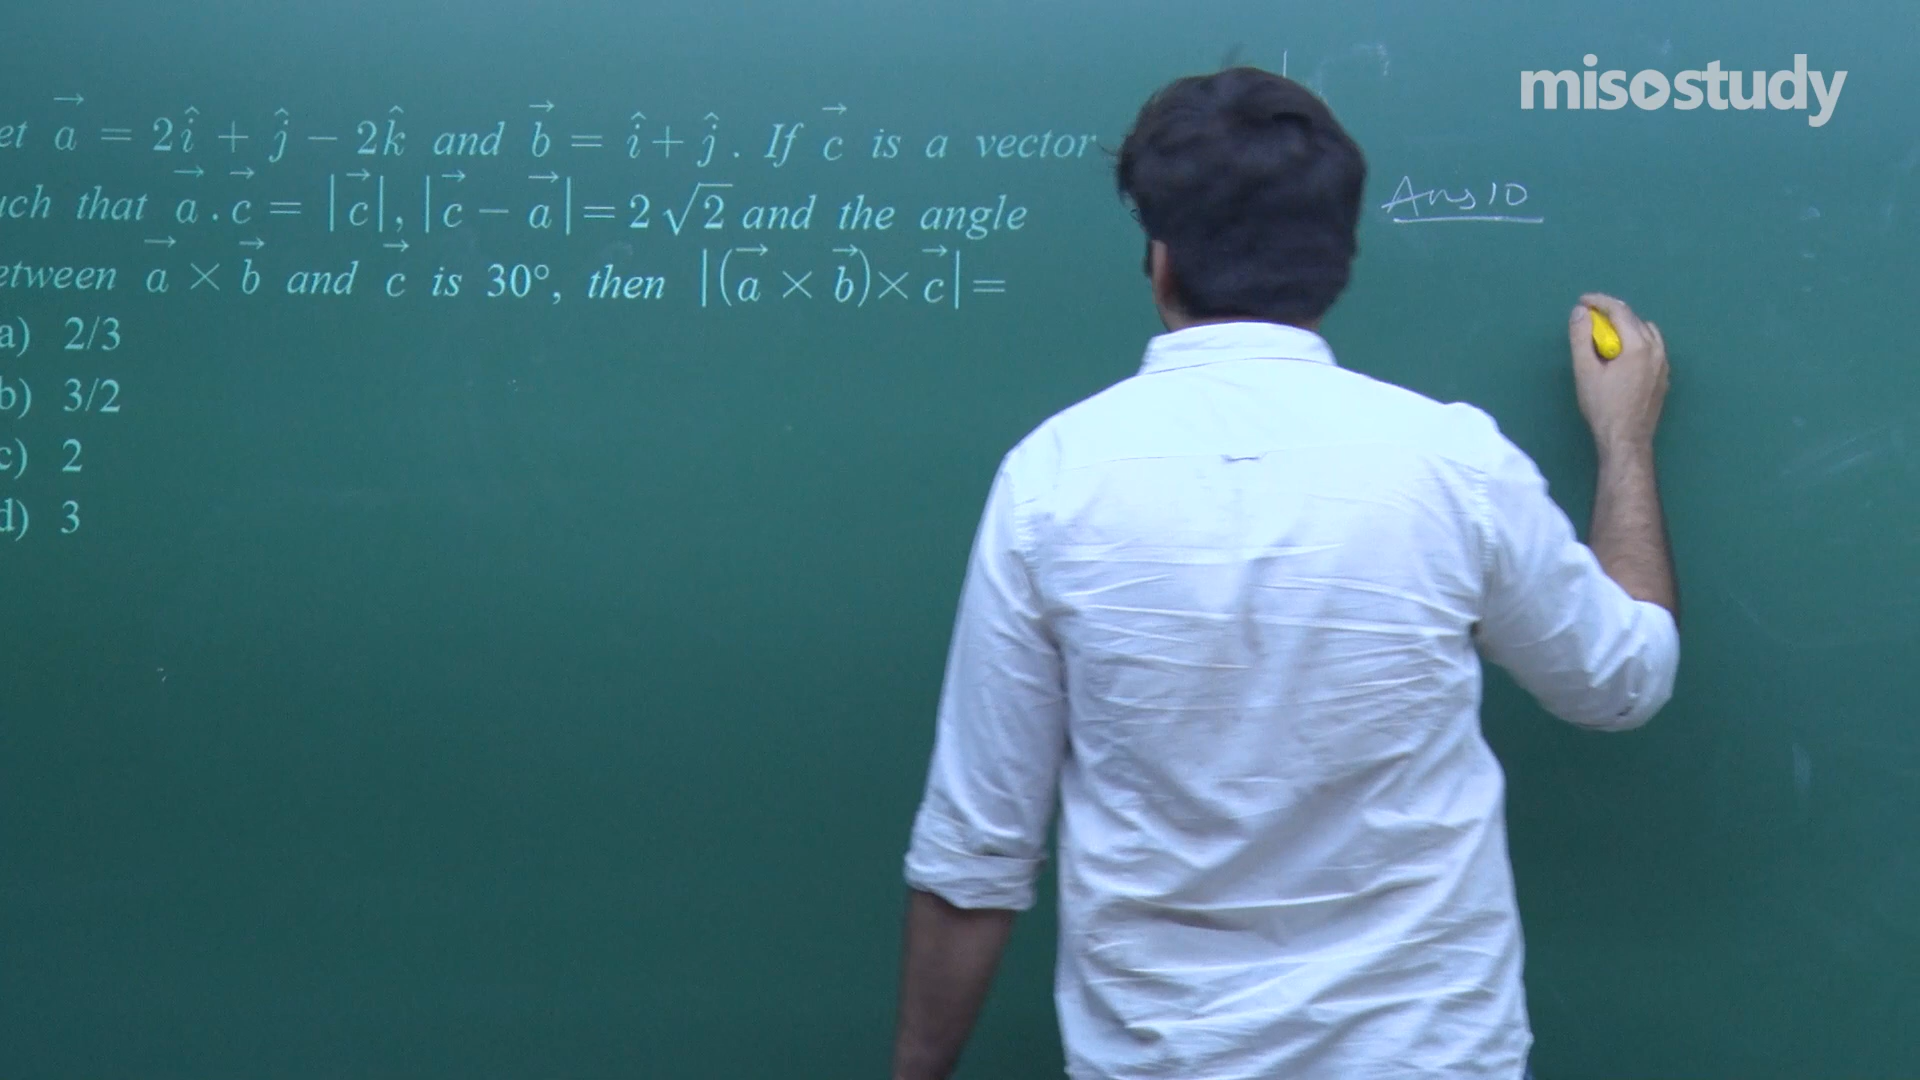 misostudy
et a⃗ = 2î + ĵ − 2k̂ and b⃗ = î + ĵ. If c⃗ is a vector
uch that a⃗ . c⃗ = |c⃗|, |c⃗ − a⃗| = 2√2 and the angle
etween a⃗ × b⃗ and c⃗ is 30°, then |(a⃗ × b⃗) × c⃗| =
a) 2/3
b) 3/2
c) 2
d) 3
Ans 10